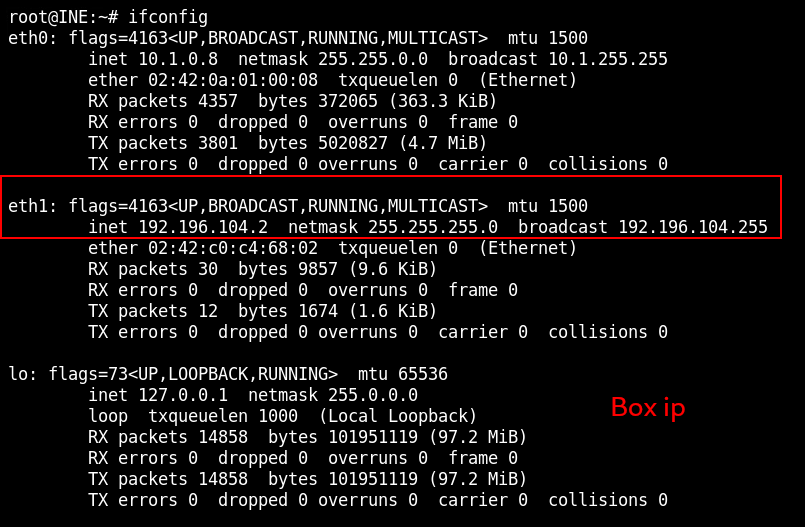 root@INE:~# ifconfig
eth0: flags=4163<UP,BROADCAST,RUNNING,MULTICAST>  mtu 1500
        inet 10.1.0.8  netmask 255.255.0.0  broadcast 10.1.255.255
        ether 02:42:0a:01:00:08  txqueuelen 0  (Ethernet)
        RX packets 4357  bytes 372065 (363.3 KiB)
        RX errors 0  dropped 0  overruns 0  frame 0
        TX packets 3801  bytes 5020827 (4.7 MiB)
        TX errors 0  dropped 0 overruns 0  carrier 0  collisions 0

eth1: flags=4163<UP,BROADCAST,RUNNING,MULTICAST>  mtu 1500
        inet 192.196.104.2  netmask 255.255.255.0  broadcast 192.196.104.255
        ether 02:42:c0:c4:68:02  txqueuelen 0  (Ethernet)
        RX packets 30  bytes 9857 (9.6 KiB)
        RX errors 0  dropped 0  overruns 0  frame 0
        TX packets 12  bytes 1674 (1.6 KiB)
        TX errors 0  dropped 0 overruns 0  carrier 0  collisions 0

lo: flags=73<UP,LOOPBACK,RUNNING>  mtu 65536
        inet 127.0.0.1  netmask 255.0.0.0
        loop  txqueuelen 1000  (Local Loopback)
        RX packets 14858  bytes 101951119 (97.2 MiB)
        RX errors 0  dropped 0  overruns 0  frame 0
        TX packets 14858  bytes 101951119 (97.2 MiB)
        TX errors 0  dropped 0 overruns 0  carrier 0  collisions 0
Box ip